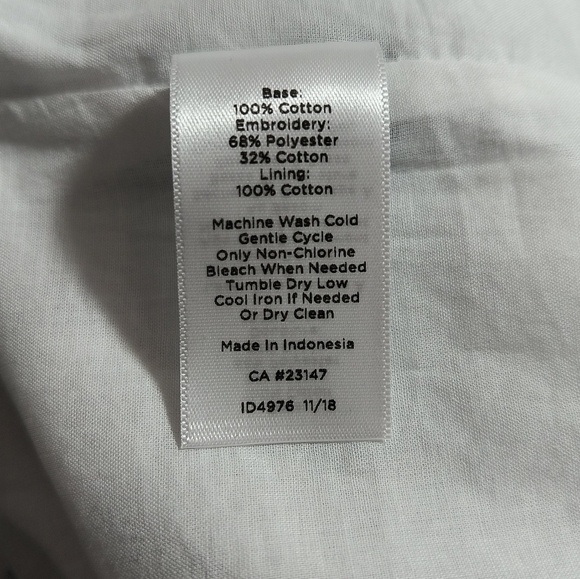 Base:
100% Cotton
Embroidery:
68% Polyester
32% Cotton
Lining:
100% Cotton
Machine Wash Cold
Gentle Cycle
Only Non-Chlorine
Bleach When Needed
Tumble Dry Low
Cool Iron If Needed
Or Dry Clean
Made In Indonesia
CA #23147
ID4976 11/18